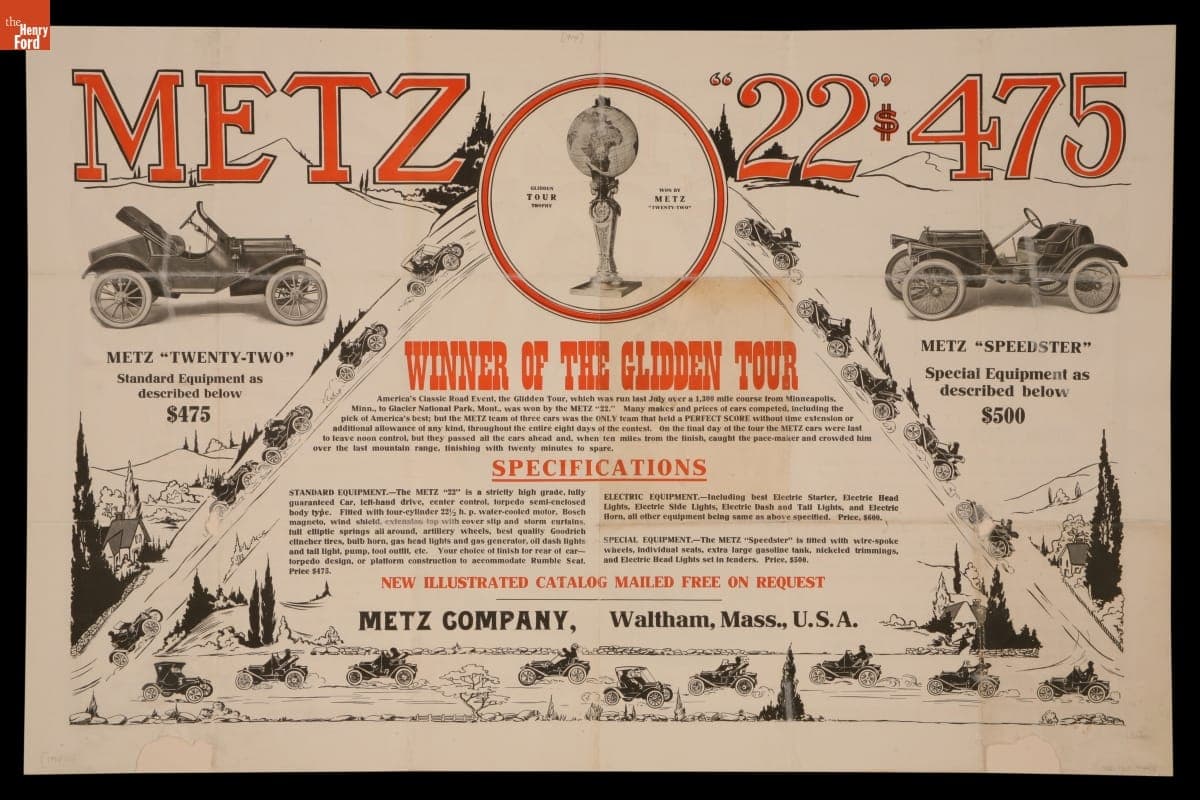 the
Henry
Ford
METZ
"22" $475
GLIDDEN
TOUR
TROPHY
WON BY
METZ
"TWENTY-TWO"
METZ "TWENTY-TWO"
Standard Equipment as
described below
$475
METZ "SPEEDSTER"
Special Equipment as
described below
$500
WINNER OF THE GLIDDEN TOUR
America's Classic Road Event, the Glidden Tour, which was run last July over a 1,300 mile course from Minneapolis,
Minn., to Glacier National Park, Mont., was won by the METZ "22." Many makes and prices of cars competed, including the
pick of America's best; but the METZ team of three cars was the ONLY team that held a PERFECT SCORE without time extension or
additional allowance of any kind, throughout the entire eight days of the contest. On the final day of the tour the METZ cars were last
to leave noon control, but they passed all the cars ahead and, when ten miles from the finish, caught the pace-maker and crowded him
over the last mountain range, finishing with twenty minutes to spare.
SPECIFICATIONS
STANDARD EQUIPMENT.—The METZ "22" is a strictly high grade, fully
guaranteed Car, left-hand drive, center control, torpedo semi-enclosed
body type. Fitted with four-cylinder 22½ h. p. water-cooled motor, Bosch
magneto, wind shield, extension top with cover slip and storm curtains,
full elliptic springs all around, artillery wheels, best quality Goodrich
clincher tires, bulb horn, gas head lights and gas generator, oil dash lights
and tail light, pump, tool outfit, etc. Your choice of finish for rear of car—
torpedo design, or platform construction to accommodate Rumble Seat.
Price $475.
ELECTRIC EQUIPMENT.—Including best Electric Starter, Electric Head
Lights, Electric Side Lights, Electric Dash and Tail Lights, and Electric
Horn, all other equipment being same as above specified. Price, $600.
SPECIAL EQUIPMENT.—The METZ "Speedster" is fitted with wire-spoke
wheels, individual seats, extra large gasoline tank, nickeled trimmings,
and Electric Head Lights set in fenders. Price, $500.
NEW ILLUSTRATED CATALOG MAILED FREE ON REQUEST
METZ COMPANY, Waltham, Mass., U.S.A.